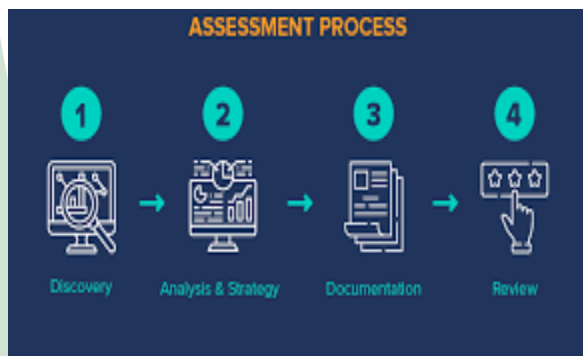 ASSESSMENT PROCESS
1 2 3 4
Discovery Analysis & Strategy Documentation Review